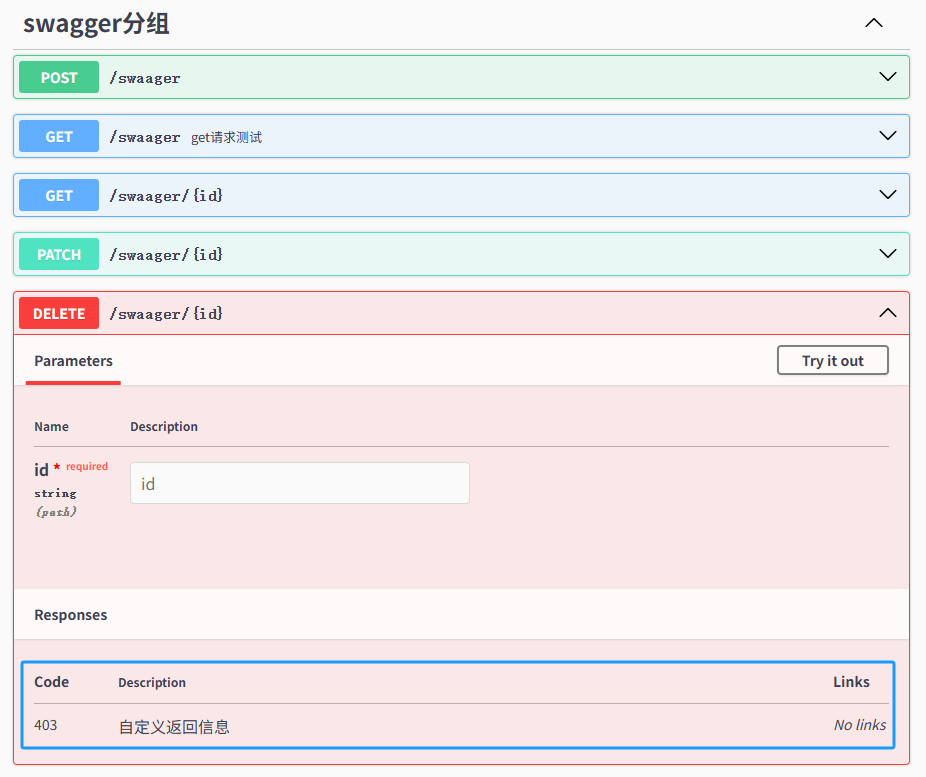 swagger分组
POST /swaager
GET /swaager get请求测试
GET /swaager/{id}
PATCH /swaager/{id}
DELETE /swaager/{id}
Parameters Try it out
Name Description
id * required
string
(path)
id
Responses
Code Description Links
403 自定义返回信息 No links